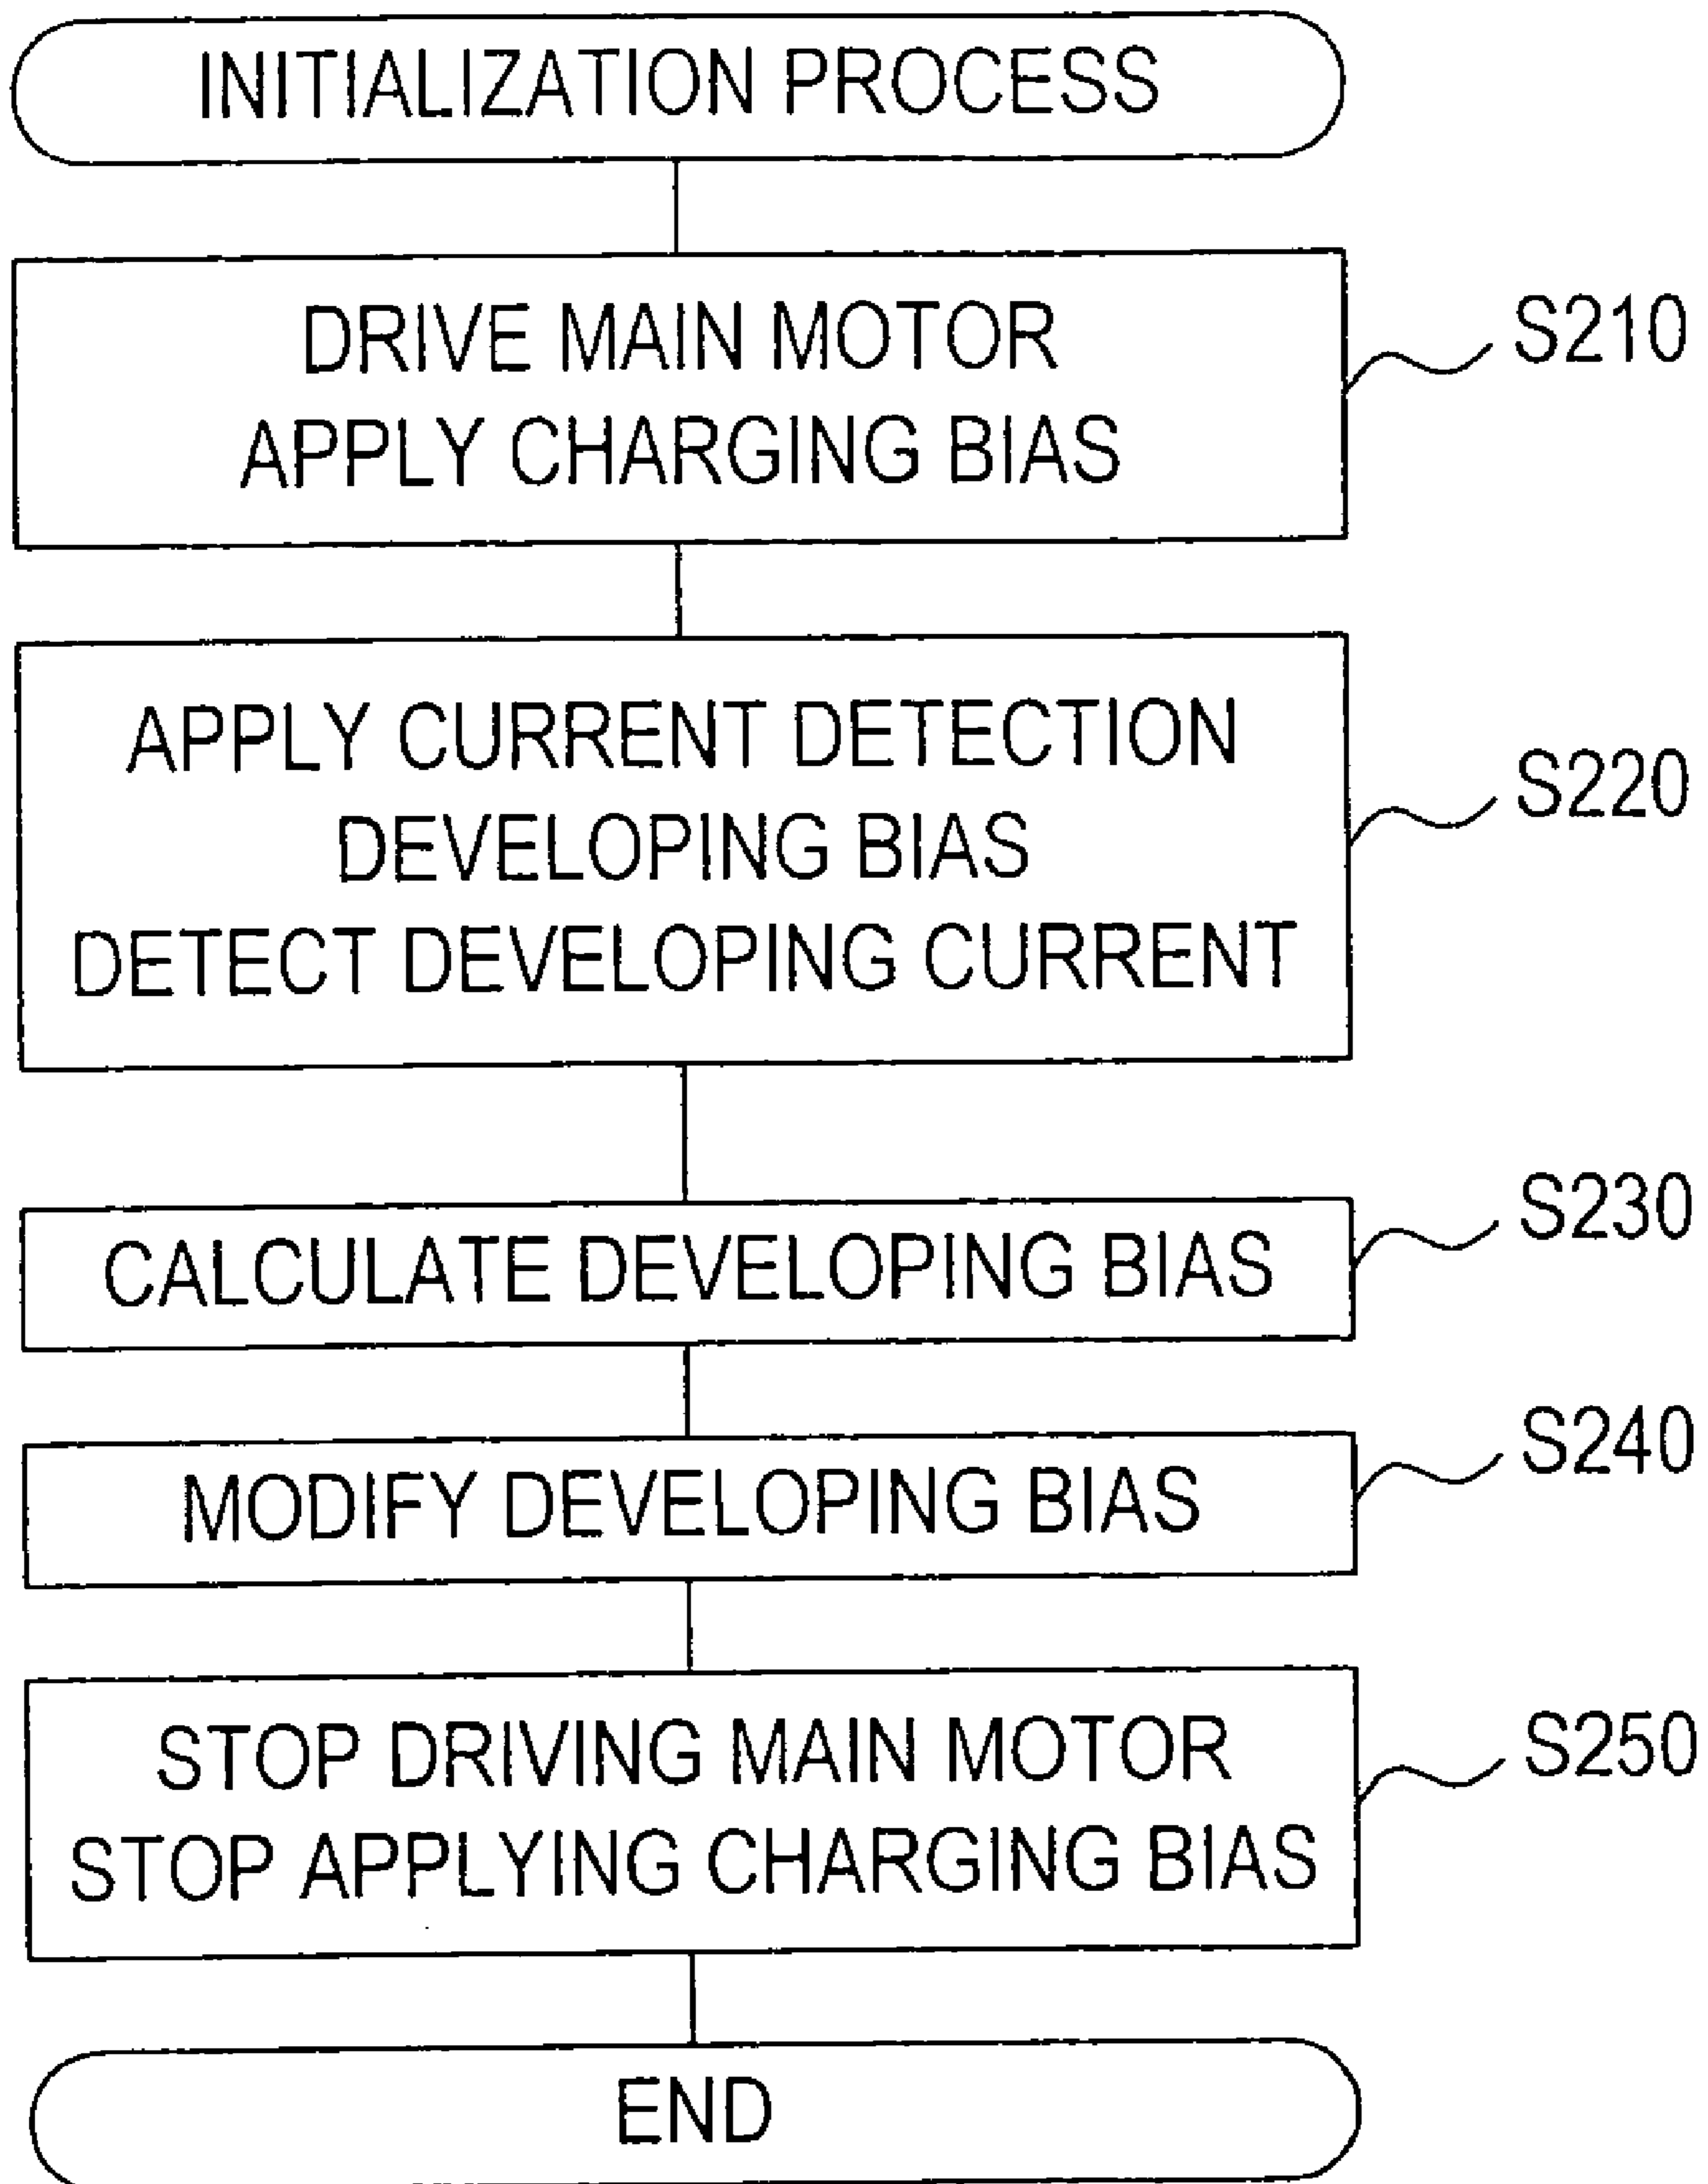 INITIALIZATION PROCESS
DRIVE MAIN MOTOR
APPLY CHARGING BIAS
S210
APPLY CURRENT DETECTION
DEVELOPING BIAS
DETECT DEVELOPING CURRENT
S220
CALCULATE DEVELOPING BIAS
S230
MODIFY DEVELOPING BIAS
S240
STOP DRIVING MAIN MOTOR
STOP APPLYING CHARGING BIAS
S250
END